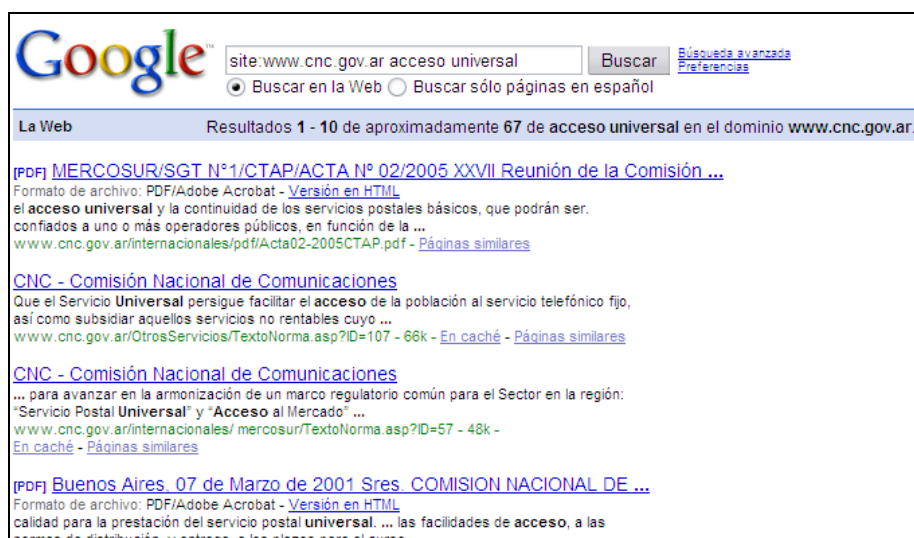 Google™
site:www.cnc.gov.ar acceso universal
Buscar
Búsqueda avanzada
Preferencias
Buscar en la Web Buscar sólo páginas en español
La Web Resultados 1 - 10 de aproximadamente 67 de acceso universal en el dominio www.cnc.gov.ar.
[PDF] MERCOSUR/SGT N°1/CTAP/ACTA Nº 02/2005 XXVII Reunión de la Comisión ...
Formato de archivo: PDF/Adobe Acrobat - Versión en HTML
el acceso universal y la continuidad de los servicios postales básicos, que podrán ser.
confiados a uno o más operadores públicos, en función de la ...
www.cnc.gov.ar/internacionales/pdf/Acta02-2005CTAP.pdf - Páginas similares
CNC - Comisión Nacional de Comunicaciones
Que el Servicio Universal persigue facilitar el acceso de la población al servicio telefónico fijo,
así como subsidiar aquellos servicios no rentables cuyo ...
www.cnc.gov.ar/OtrosServicios/TextoNorma.asp?ID=107 - 66k - En caché - Páginas similares
CNC - Comisión Nacional de Comunicaciones
... para avanzar en la armonización de un marco regulatorio común para el Sector en la región:
“Servicio Postal Universal” y “Acceso al Mercado” ...
www.cnc.gov.ar/internacionales/ mercosur/TextoNorma.asp?ID=57 - 48k -
En caché - Páginas similares
[PDF] Buenos Aires, 07 de Marzo de 2001 Sres. COMISION NACIONAL DE ...
Formato de archivo: PDF/Adobe Acrobat - Versión en HTML
calidad para la prestación del servicio postal universal. ... las facilidades de acceso, a las